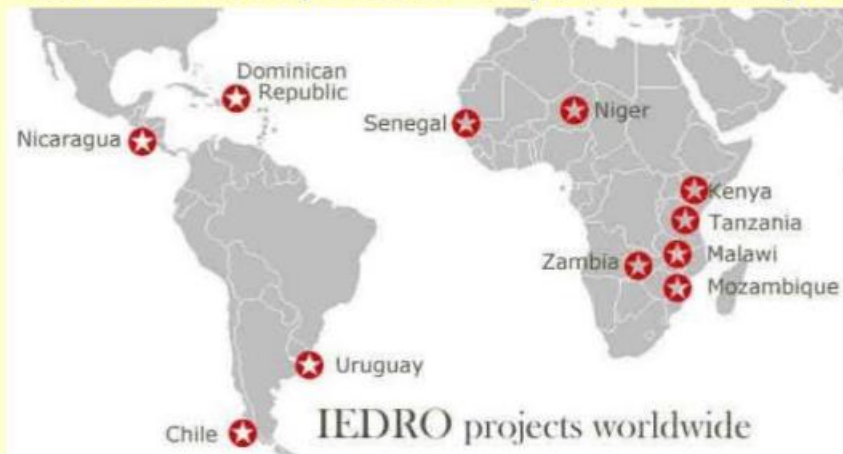 Dominican
Republic
Nicaragua
Senegal
Niger
Kenya
Tanzania
Zambia
Malawi
Mozambique
Uruguay
Chile
IEDRO projects worldwide